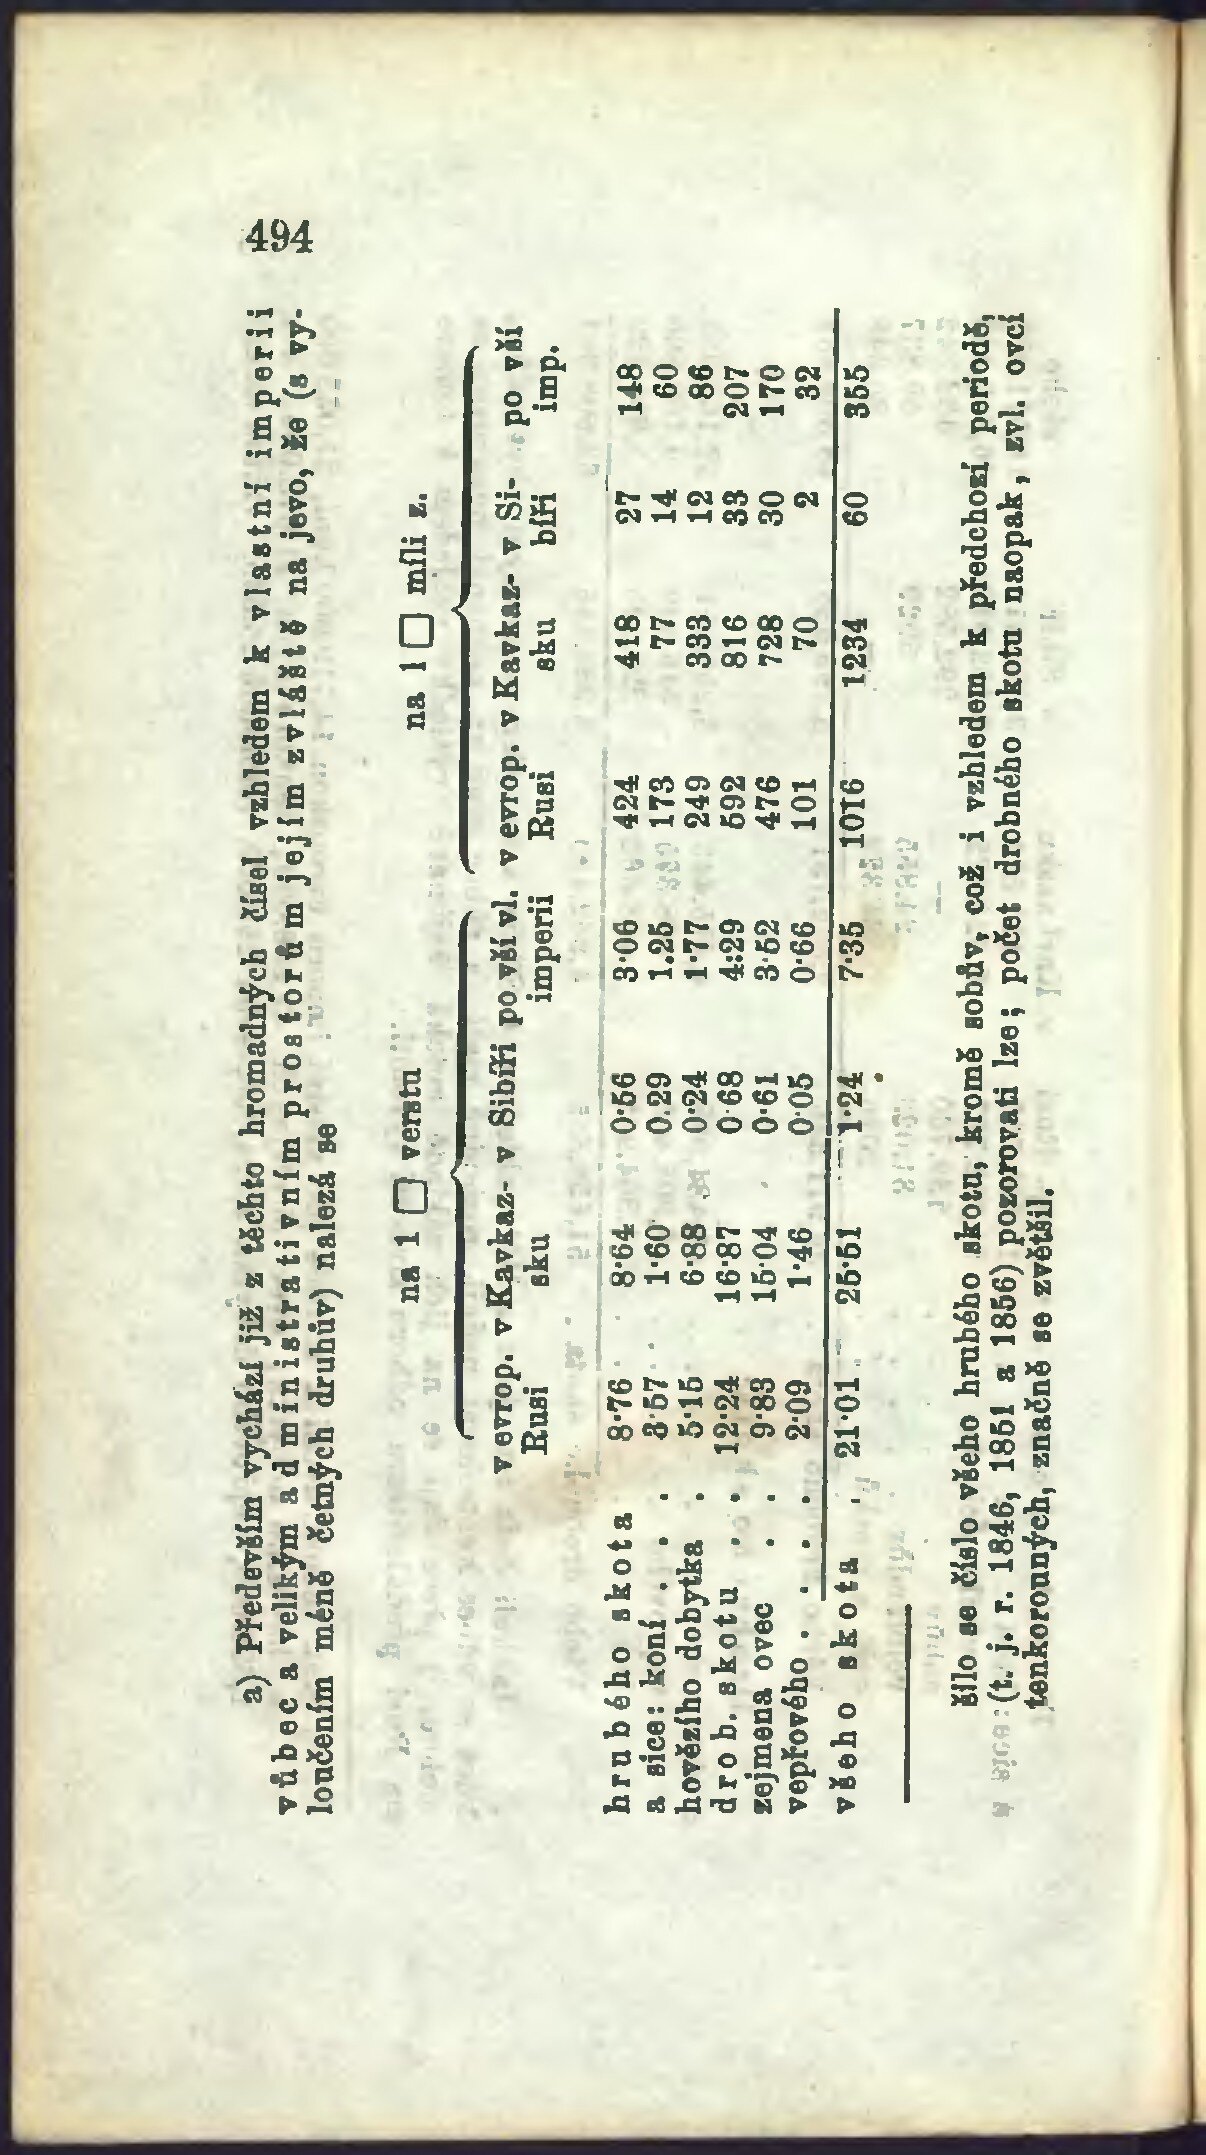 494
a) Především vychází již z těchto hromadných čísel vzhledem k vlastní imperii
vůbec a velikým administrativním prostorům jejím zvláště na jevo, že (s vy-
loučením méně četných druhův) nalezá se
na 1 □ verstu na 1 □ míli z.
v evrop. v Kavkaz- v Sibíři po vší vl. v evrop. v Kavkaz- v Si- po vší
Rusi sku imperii Rusi sku bíři imp.
hrubého skota 8·76 8·64 0·56 3·06 424 418 27 148
a sice: koní . . . 3·57 1·60 0.29 1.25 173 77 14 60
hovězího dobytka . 5·15 6·88 0·24 1·77 249 333 12 86
drob. skotu . . 12·24 16·87 0·68 4:29 592 816 33 207
zejmena ovec . . 9·83 15·04 0·61 3·52 476 728 30 170
vepřového . . . . . 2·09 1·46 0·05 0·66 101 70 2 32
všeho skota . 21·01 25·51 1·24 7·35 1016 1234 60 355
šilo se číslo všeho hrubého skotu, kromě sobův, což i vzhledem k předchozí periodě,
(t. j. r. 1846, 1851 a 1856) pozorovati lze; počet drobného skotu naopak, zvl. ovcí
tenkorouných, značně se zvětšil.